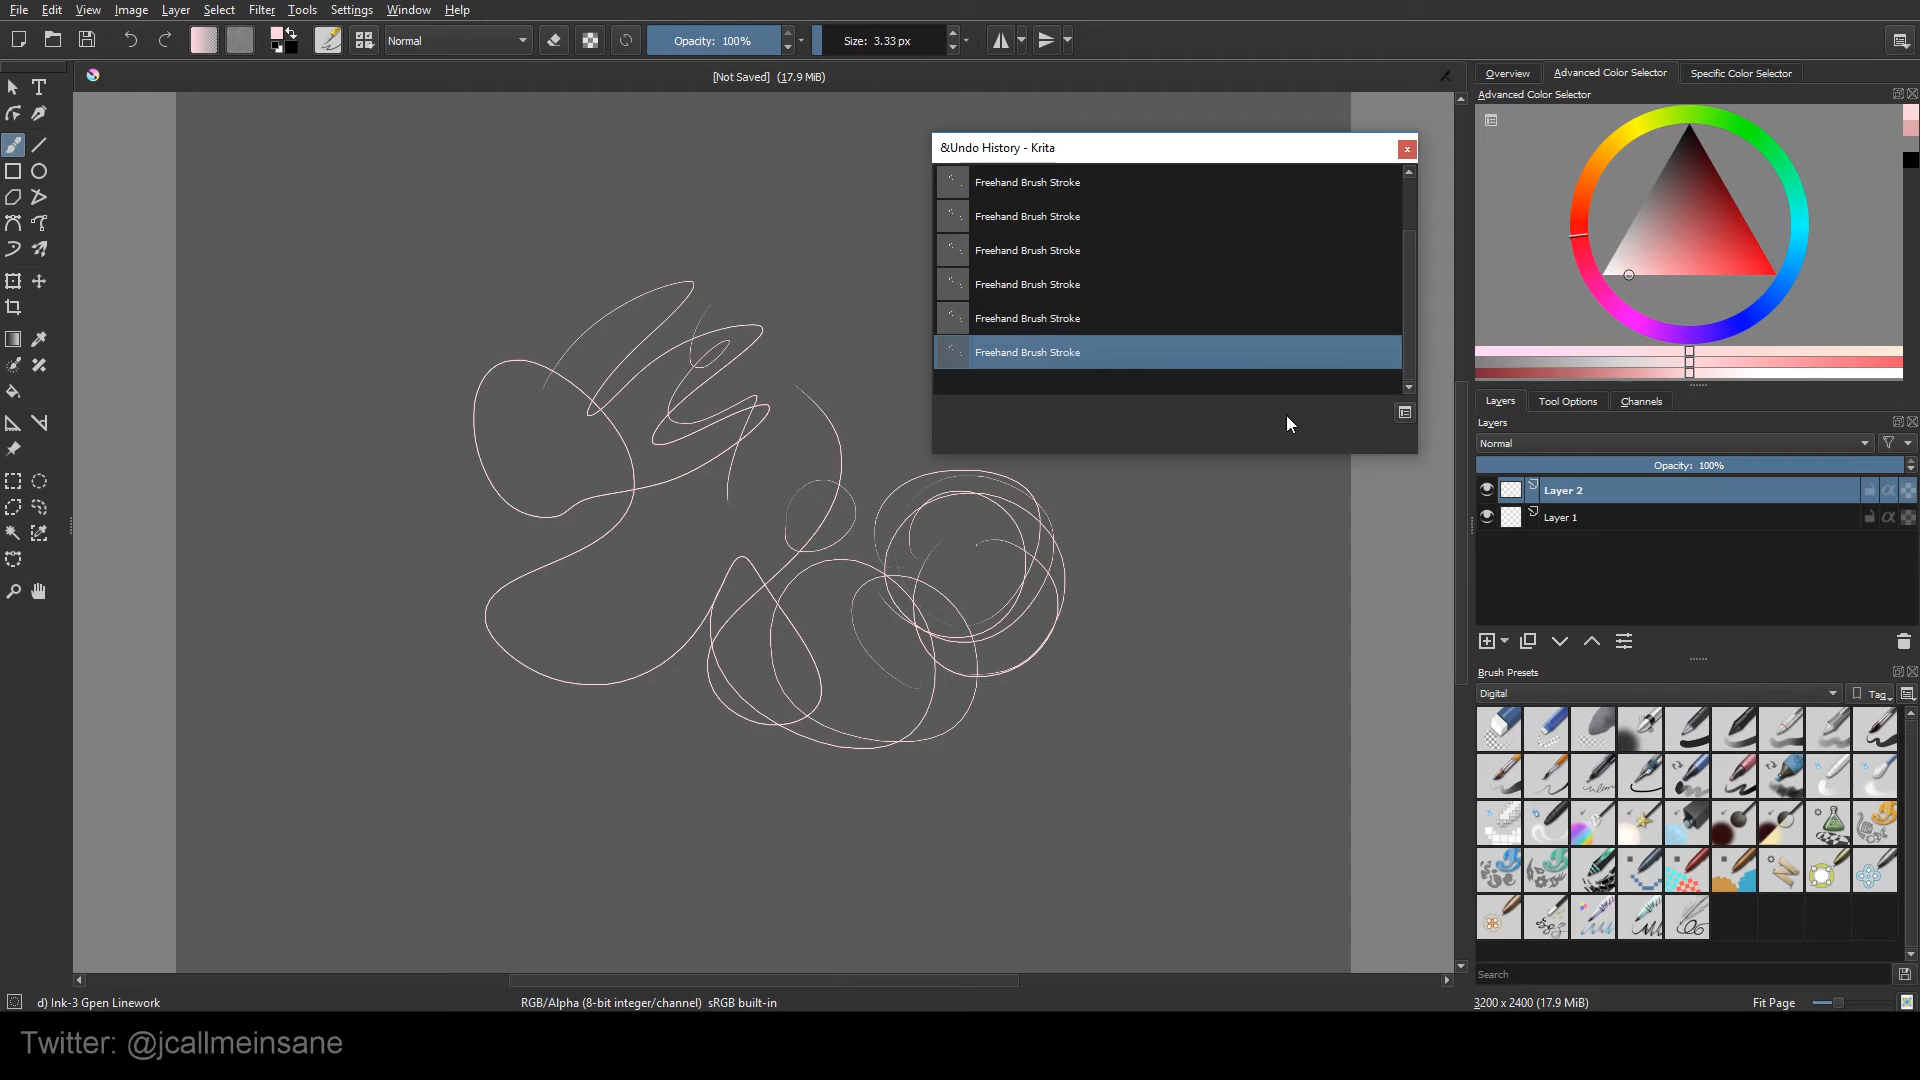 File Edit View Image Layer Select Filter Tools Settings Window Help
Normal Opacity: 100% Size: 3.33 px
[Not Saved] (17.9 MiB)
Overview Advanced Color Selector Specific Color Selector
Advanced Color Selector
&Undo History - Krita
Freehand Brush Stroke
Freehand Brush Stroke
Freehand Brush Stroke
Freehand Brush Stroke
Freehand Brush Stroke
Freehand Brush Stroke
Layers Tool Options Channels
Layers
Normal
Opacity: 100%
Layer 2
Layer 1
Brush Presets
Digital Tag
Search
d) Ink-3 Gpen Linework RGB/Alpha (8-bit integer/channel) sRGB built-in 3200 x 2400 (17.9 MiB) Fit Page
Twitter: @jcallmeinsane